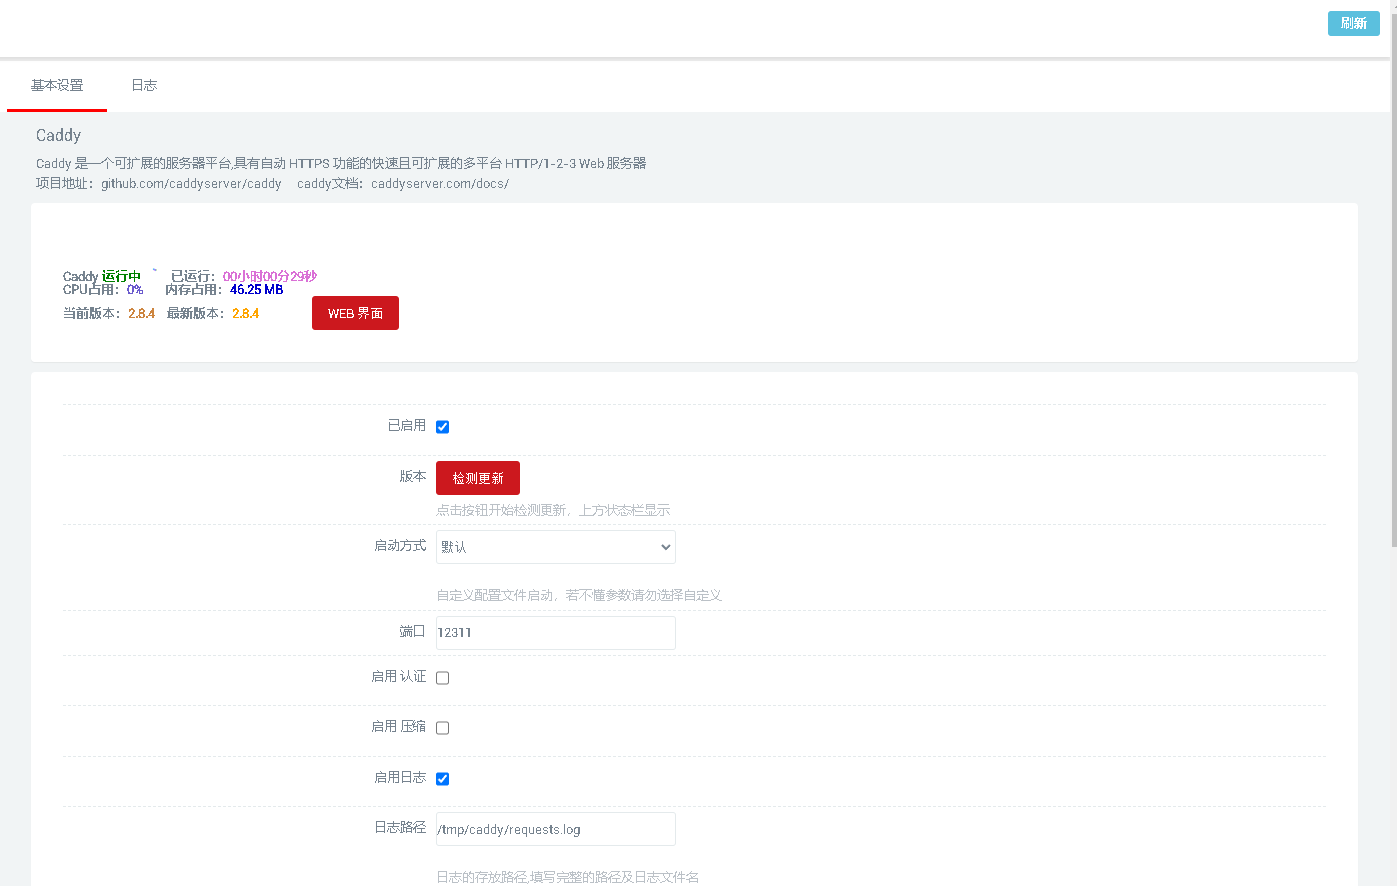 刷新
基本设置 日志
Caddy
Caddy 是一个可扩展的服务器平台,具有自动 HTTPS 功能的快速且可扩展的多平台 HTTP/1-2-3 Web 服务器
项目地址：github.com/caddyserver/caddy caddy文档：caddyserver.com/docs/
Caddy 运行中 已运行：00小时00分29秒
CPU占用：0% 内存占用：46.25 MB
当前版本：2.8.4 最新版本：2.8.4 WEB 界面
已启用
版本 检测更新
点击按钮开始检测更新，上方状态栏显示
启动方式 默认
自定义配置文件启动，若不懂参数请勿选择自定义
端口 12311
启用 认证
启用 压缩
启用日志
日志路径 /tmp/caddy/requests.log
日志的存放路径,填写完整的路径及日志文件名